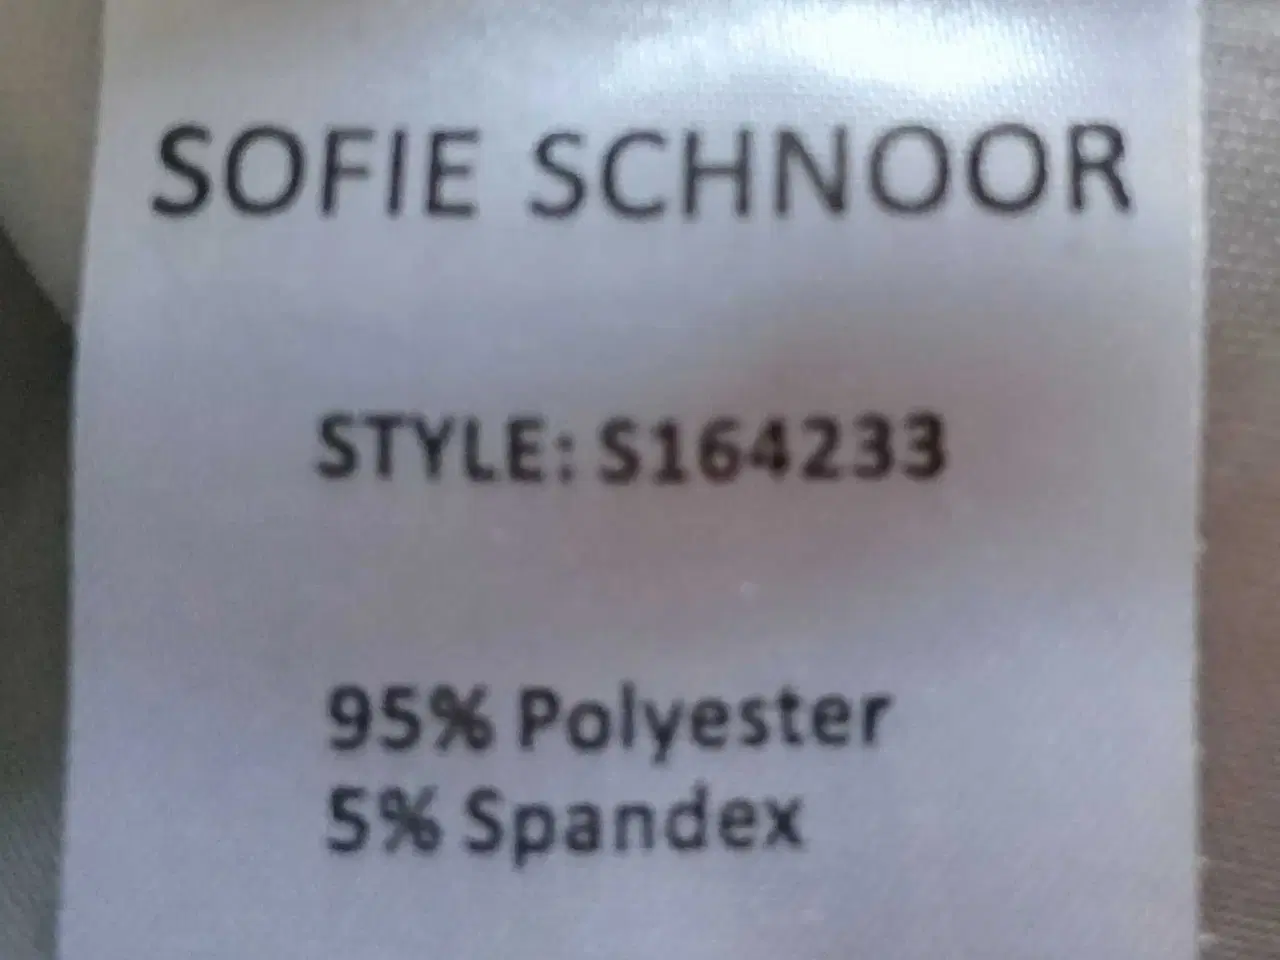 SOFIE SCHNOOR
STYLE: S164233
95% Polyester
5% Spandex